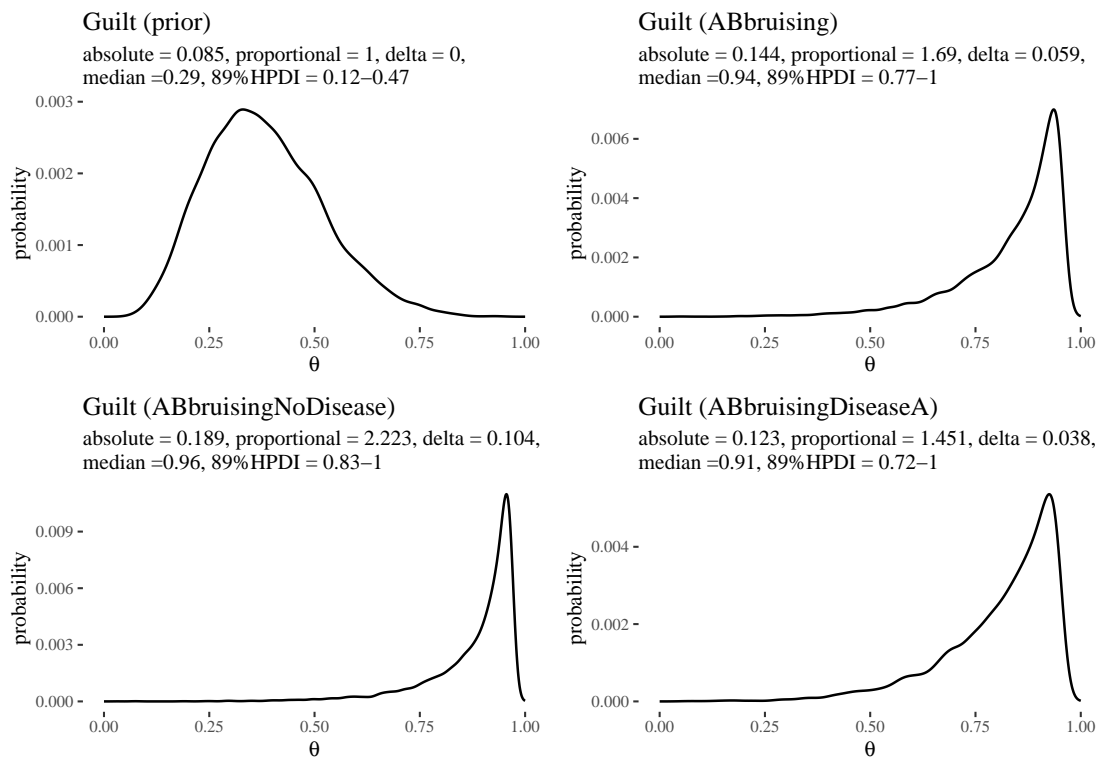 Guilt (prior)
absolute = 0.085, proportional = 1, delta = 0,
median =0.29, 89%HPDI = 0.12−0.47
0.003
0.002
0.001
0.000
probability
0.00 0.25 0.50 0.75 1.00
θ
Guilt (ABbruising)
absolute = 0.144, proportional = 1.69, delta = 0.059,
median =0.94, 89%HPDI = 0.77−1
0.006
0.004
0.002
0.000
probability
0.00 0.25 0.50 0.75 1.00
θ
Guilt (ABbruisingNoDisease)
absolute = 0.189, proportional = 2.223, delta = 0.104,
median =0.96, 89%HPDI = 0.83−1
0.009
0.006
0.003
0.000
probability
0.00 0.25 0.50 0.75 1.00
θ
Guilt (ABbruisingDiseaseA)
absolute = 0.123, proportional = 1.451, delta = 0.038,
median =0.91, 89%HPDI = 0.72−1
0.004
0.002
0.000
probability
0.00 0.25 0.50 0.75 1.00
θ